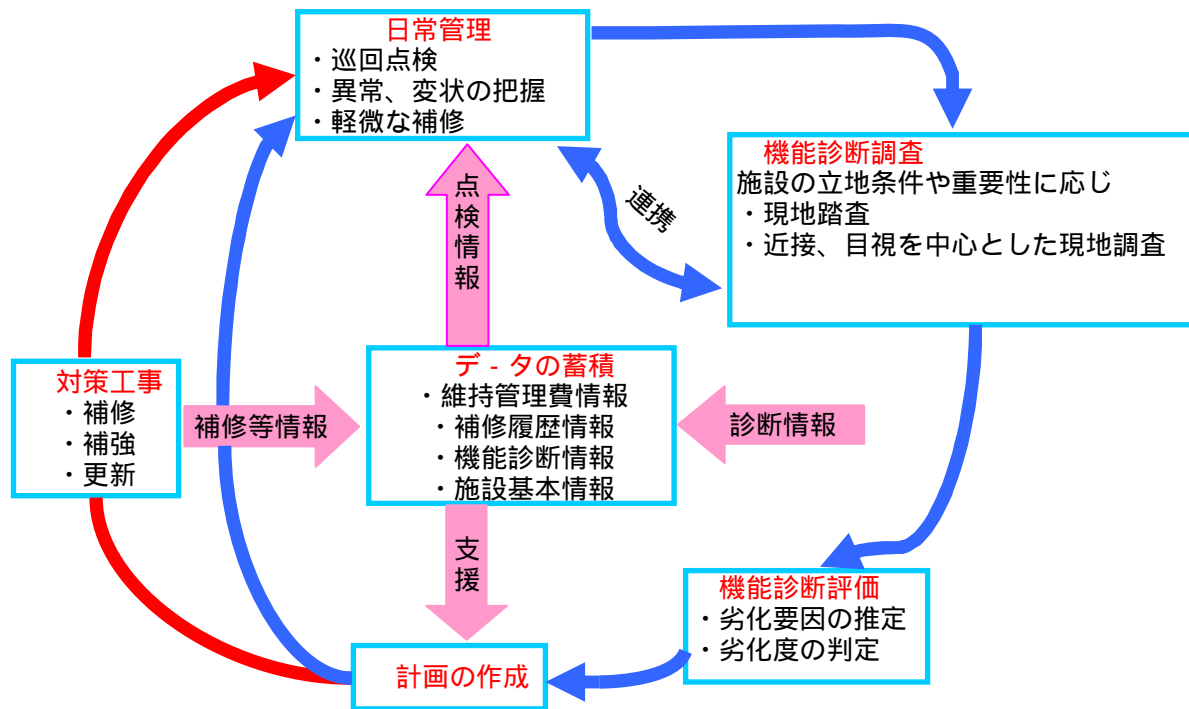 日常管理
・巡回点検
・異常、変状の把握
・軽微な補修
機能診断調査
施設の立地条件や重要性に応じ
・現地踏査
・近接、目視を中心とした現地調査
連携
点検情報
対策工事
・補修
・補強
・更新
補修等情報
デ-タの蓄積
・維持管理費情報
・補修履歴情報
・機能診断情報
・施設基本情報
診断情報
支援
機能診断評価
・劣化要因の推定
・劣化度の判定
計画の作成